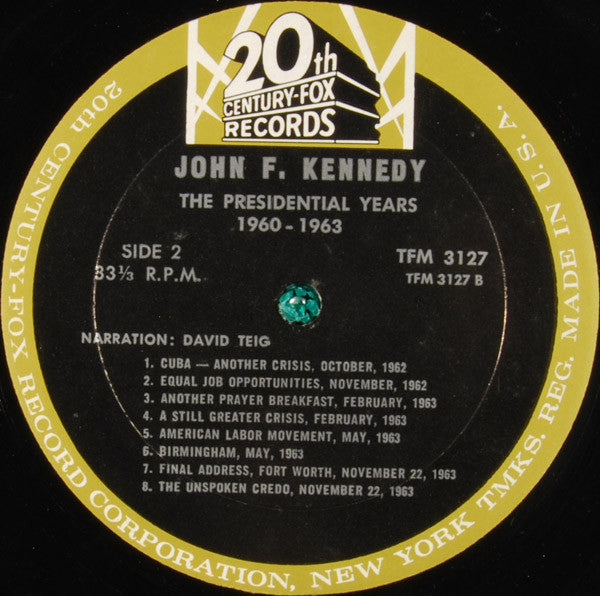 20th
CENTURY-FOX
RECORDS
JOHN F. KENNEDY
THE PRESIDENTIAL YEARS
1960 - 1963
SIDE 2
33⅓ R.P.M.
TFM 3127
TFM 3127 B
NARRATION: DAVID TEIG
1. CUBA — ANOTHER CRISIS, OCTOBER, 1962
2. EQUAL JOB OPPORTUNITIES, NOVEMBER, 1962
3. ANOTHER PRAYER BREAKFAST, FEBRUARY, 1963
4. A STILL GREATER CRISIS, FEBRUARY, 1963
5. AMERICAN LABOR MOVEMENT, MAY, 1963
6. BIRMINGHAM, MAY, 1963
7. FINAL ADDRESS, FORT WORTH, NOVEMBER 22, 1963
8. THE UNSPOKEN CREDO, NOVEMBER 22, 1963
20th CENTURY-FOX RECORD CORPORATION, NEW YORK TMKS. REG. MADE IN U.S.A.